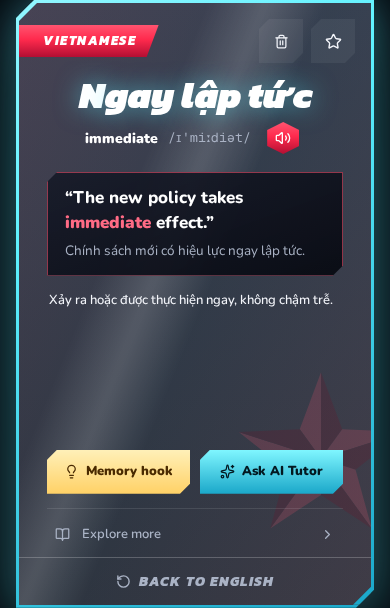 VIETNAMESE
Ngay lập tức
immediate /ɪˈmiːdiət/
“The new policy takes
immediate effect.”
Chính sách mới có hiệu lực ngay lập tức.
Xảy ra hoặc được thực hiện ngay, không chậm trễ.
Memory hook
Ask AI Tutor
Explore more
BACK TO ENGLISH